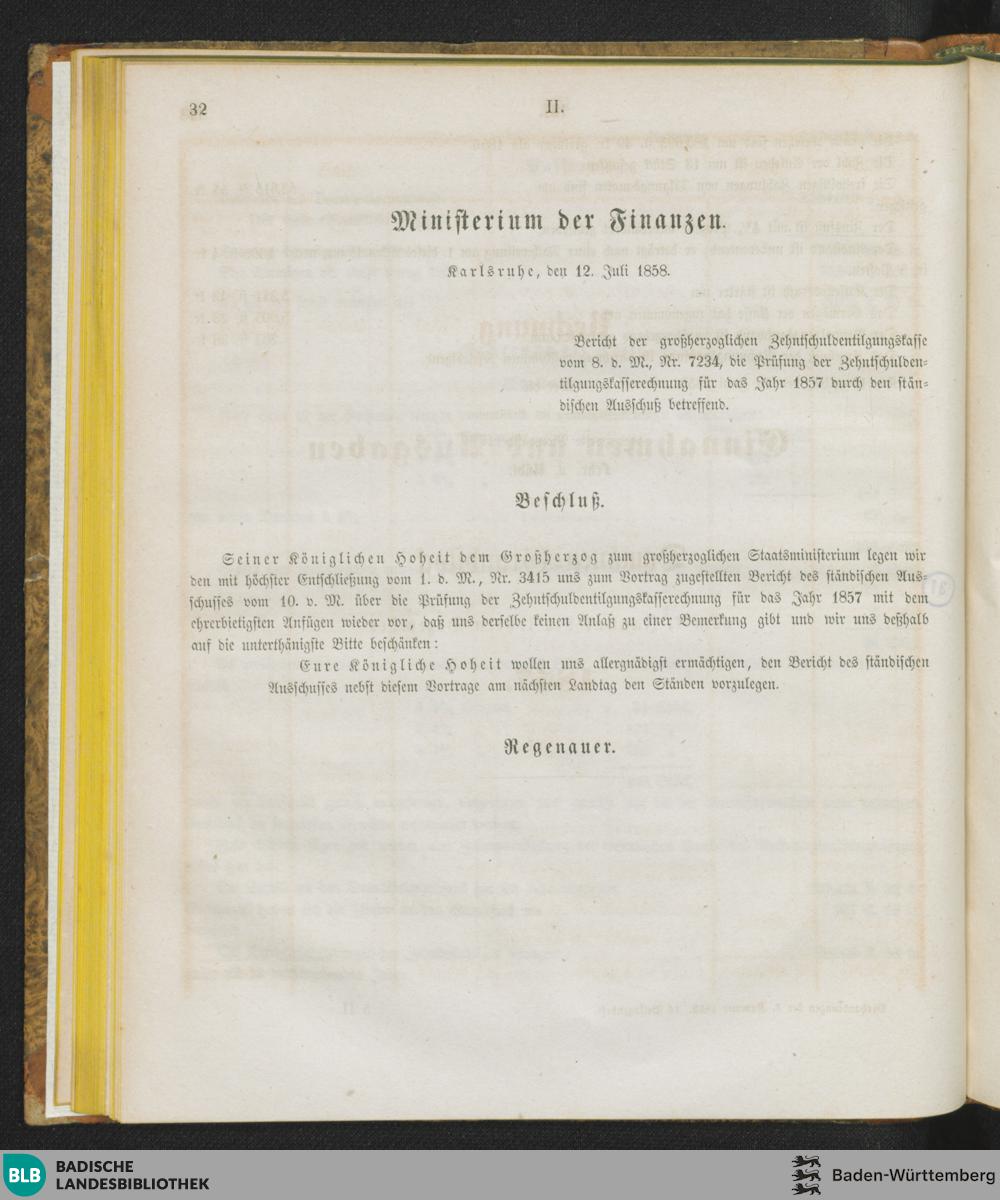 32
II.
Ministerium der Finanzen.
Karlsruhe, den 12. Juli 1858.
Bericht der großherzoglichen Zehntschuldentilgungskasse
vom 8. d. M., Nr. 7234, die Prüfung der Zehntschulden-
tilgungskasserechnung für das Jahr 1857 durch den stän-
dischen Ausschuß betreffend.
Beschluß.
Seiner Königlichen Hoheit dem Großherzog zum großherzoglichen Staatsministerium legen wir
den mit höchster Entschließung vom 1. d. M., Nr. 3415 uns zum Vortrag zugestellten Bericht des ständischen Aus-
schusses vom 10. v. M. über die Prüfung der Zehntschuldentilgungskasserechnung für das Jahr 1857 mit dem
ehrerbietigsten Anfügen wieder vor, daß uns derselbe keinen Anlaß zu einer Bemerkung gibt und wir uns deßhalb
auf die unterthänigste Bitte beschänken:
Eure Königliche Hoheit wollen uns allergnädigst ermächtigen, den Bericht des ständischen
Ausschusses nebst diesem Vortrage am nächsten Landtag den Ständen vorzulegen.
Regenauer.
BLB
BADISCHE
LANDESBIBLIOTHEK
Baden-Württemberg